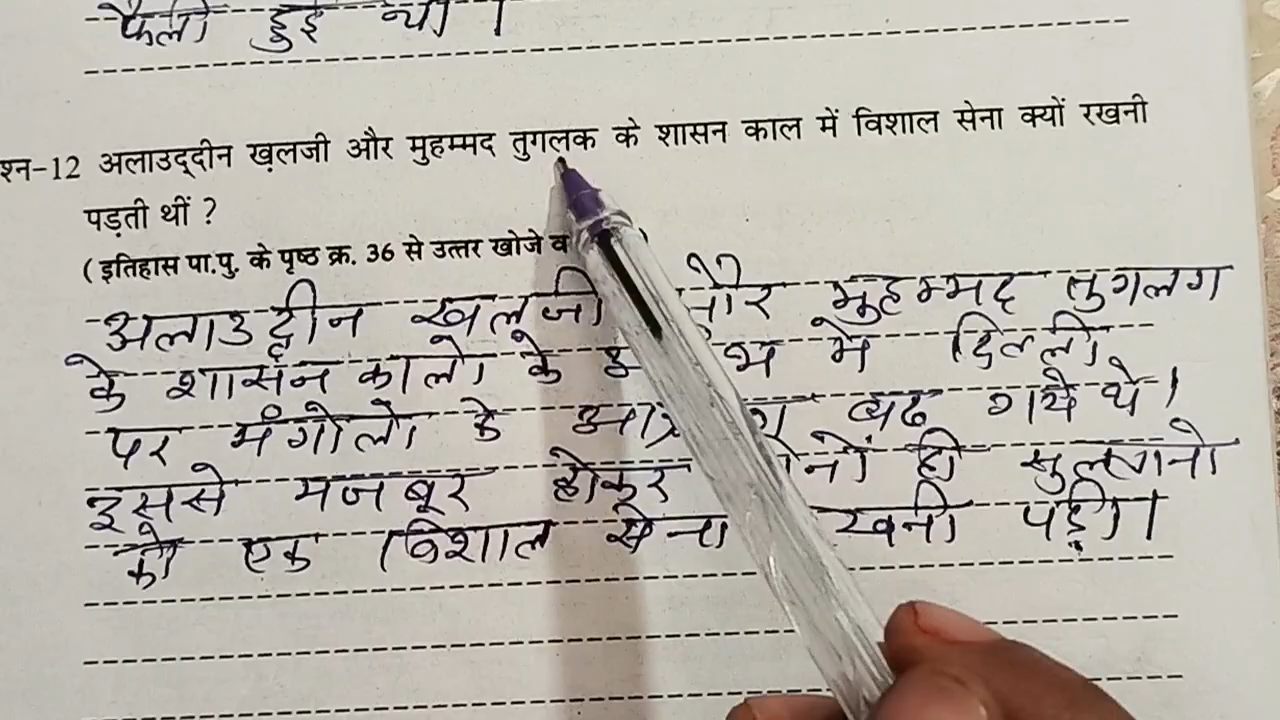 फैली हुई थी ।
श्न-12 अलाउद्दीन ख़लजी और मुहम्मद तुगलक के शासन काल में विशाल सेना क्यों रखनी
पड़ती थीं ?
( इतिहास पा.पु. के पृष्ठ क्र. 36 से उत्तर खोजे व )
अलाउद्दीन खलजी मुहम्मद तुगलग
के शासन कालो के में दिल्ली
पर मंगोलो के बढ गये थे ।
इससे मजबूर होकर ही सुल्तानो
को एक विशाल सेना पड़ी ।